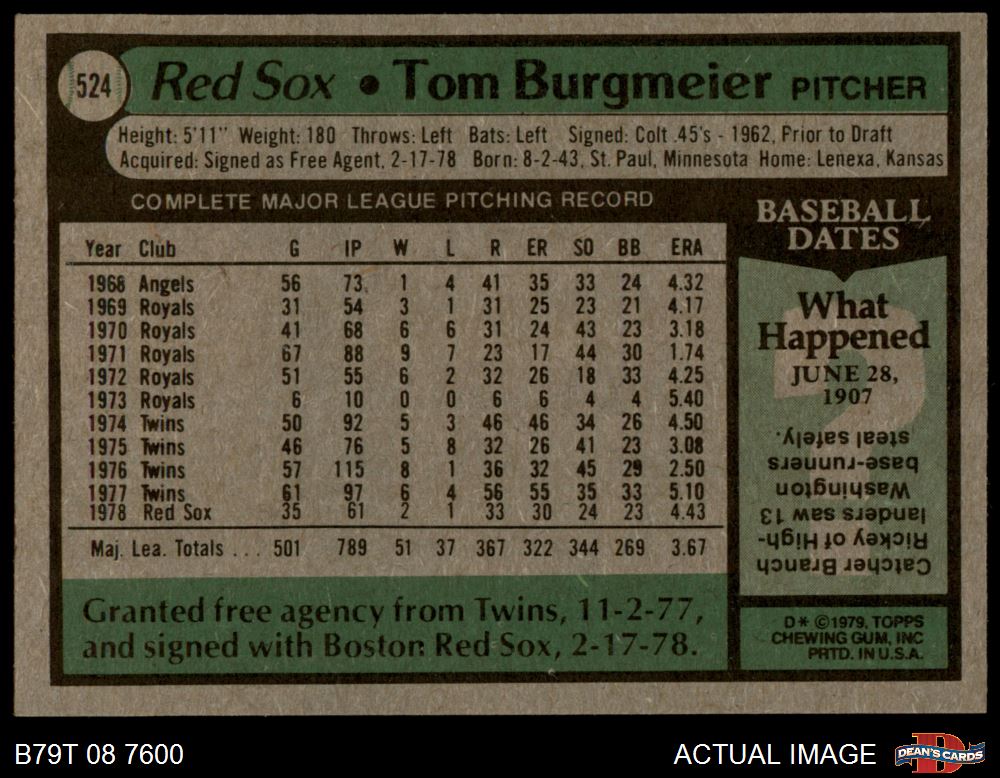 524 Red Sox • Tom Burgmeier PITCHER
Height: 5'11" Weight: 180 Throws: Left Bats: Left Signed: Colt .45's - 1962, Prior to Draft
Acquired: Signed as Free Agent, 2-17-78 Born: 8-2-43, St. Paul, Minnesota Home: Lenexa, Kansas
COMPLETE MAJOR LEAGUE PITCHING RECORD
Year Club G IP W L R ER SO BB ERA
1968 Angels 56 73 1 4 41 35 33 24 4.32
1969 Royals 31 54 3 1 31 25 23 21 4.17
1970 Royals 41 68 6 6 31 24 43 23 3.18
1971 Royals 67 88 9 7 23 17 44 30 1.74
1972 Royals 51 55 6 2 32 26 18 33 4.25
1973 Royals 6 10 0 0 6 6 4 4 5.40
1974 Twins 50 92 5 3 46 46 34 26 4.50
1975 Twins 46 76 5 8 32 26 41 23 3.08
1976 Twins 57 115 8 1 36 32 45 29 2.50
1977 Twins 61 97 6 4 56 55 35 33 5.10
1978 Red Sox 35 61 2 1 33 30 24 23 4.43
Maj. Lea. Totals ... 501 789 51 37 367 322 344 269 3.67
Granted free agency from Twins, 11-2-77,
and signed with Boston Red Sox, 2-17-78.
BASEBALL
DATES
What
Happened
JUNE 28,
1907
Catcher Branch
Rickey of High-
landers saw 13
Washington
base-runners
steal safely.
D* ©1979, TOPPS
CHEWING GUM, INC
PRTD. IN U.S.A.
B79T 08 7600
ACTUAL IMAGE
DEAN'S CARDS